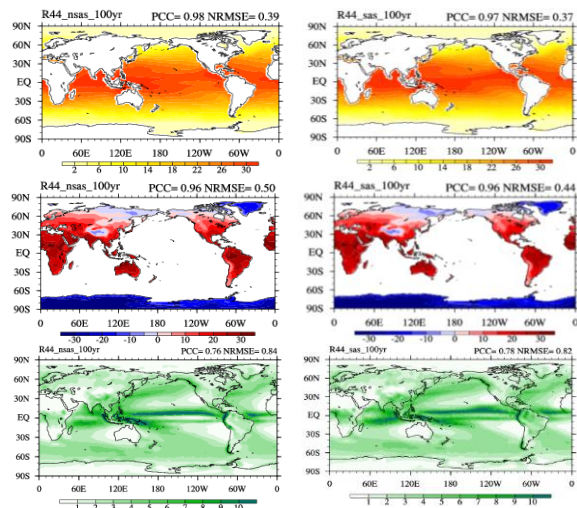 R44_nsas_100yr PCC= 0.98 NRMSE= 0.39
90N
60N
30N
EQ
30S
60S
90S
0 60E 120E 180 120W 60W 0
2 6 10 14 18 22 26 30
R44_sas_100yr PCC= 0.97 NRMSE= 0.37
90N
60N
30N
EQ
30S
60S
90S
0 60E 120E 180 120W 60W 0
2 6 10 14 18 22 26 30
R44_nsas_100yr PCC= 0.96 NRMSE= 0.50
90N
60N
30N
EQ
30S
60S
90S
0 60E 120E 180 120W 60W 0
-30 -20 -10 0 10 20 30
R44_sas_100yr PCC= 0.96 NRMSE= 0.44
90N
60N
30N
EQ
30S
60S
90S
0 60E 120E 180 120W 60W 0
-30 -20 -10 0 10 20 30
R44_nsas_100yr PCC= 0.76 NRMSE= 0.84
90N
60N
30N
EQ
30S
60S
90S
0 60E 120E 180 120W 60W 0
1 2 3 4 5 6 7 8 9 10
R44_sas_100yr PCC= 0.78 NRMSE= 0.82
90N
60N
30N
EQ
30S
60S
90S
0 60E 120E 180 120W 60W 0
1 2 3 4 5 6 7 8 9 10